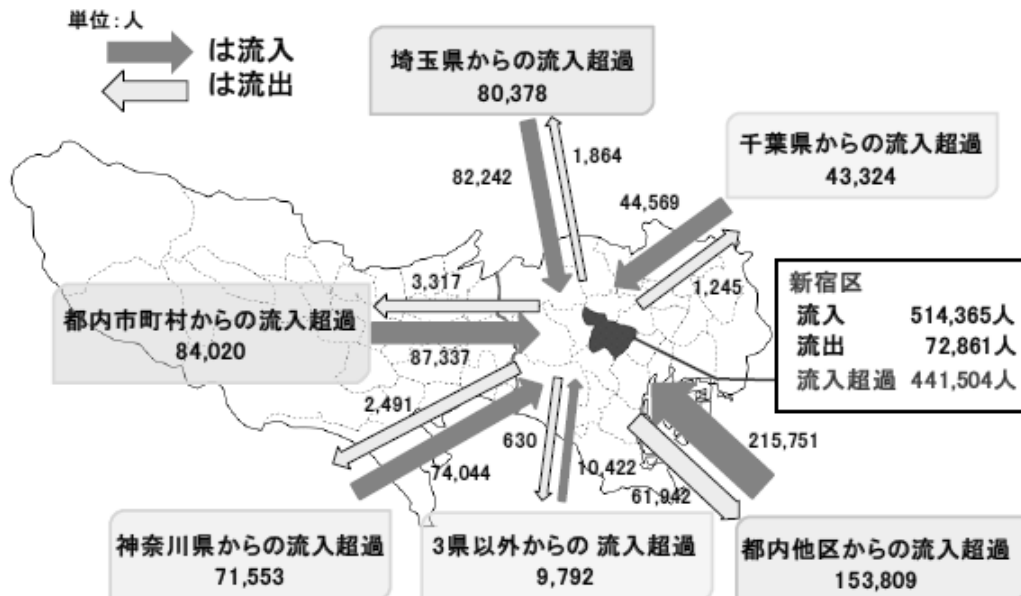 単位：人
は流入
は流出
埼玉県からの流入超過
80,378
千葉県からの流入超過
43,324
82,242
1,864
44,569
1,245
新宿区
流入 514,365人
流出 72,861人
流入超過 441,504人
3,317
都内市町村からの流入超過
84,020
87,337
2,491
74,044
630
10,422
61,942
215,751
神奈川県からの流入超過
71,553
3県以外からの 流入超過
9,792
都内他区からの流入超過
153,809